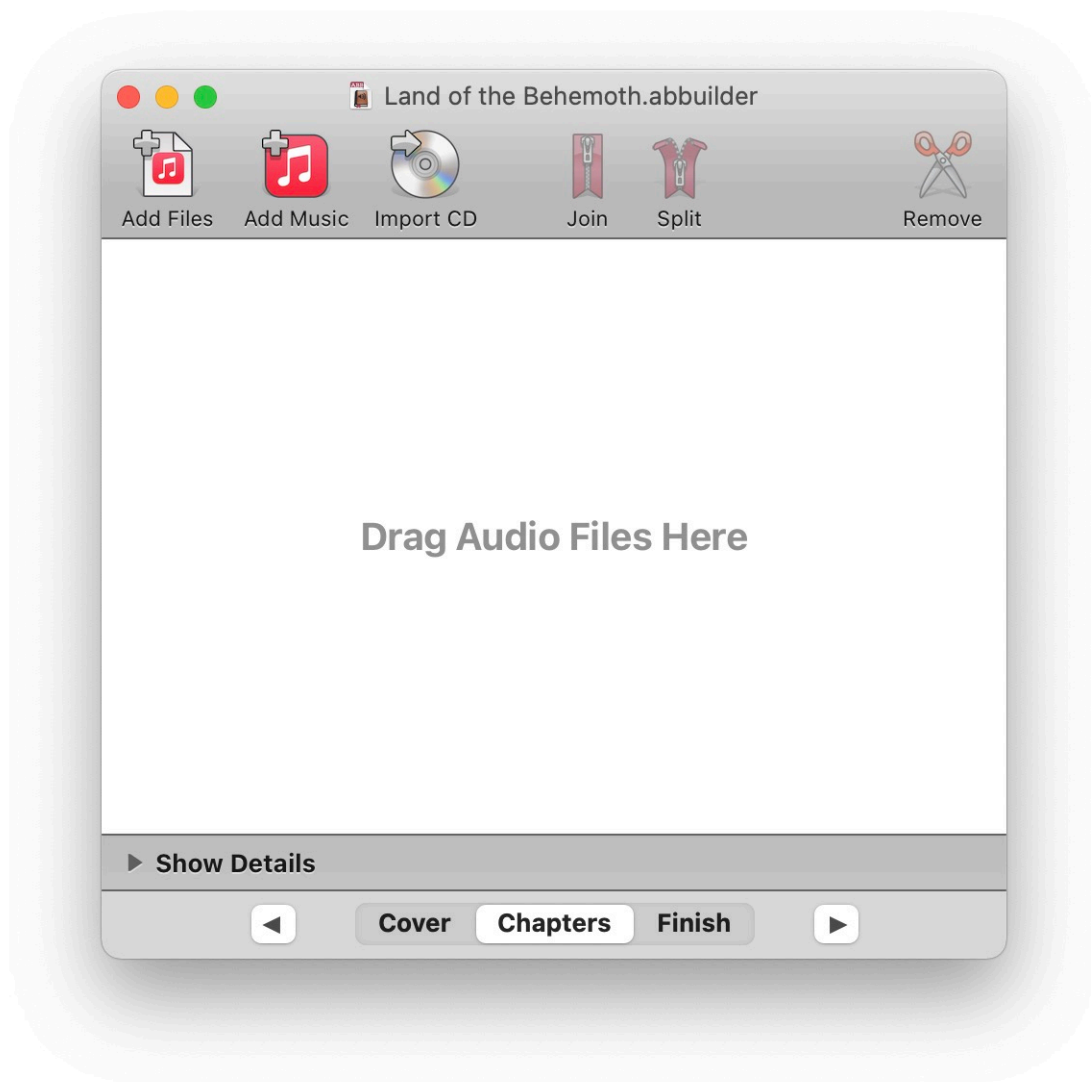 Land of the Behemoth.abbuilder
Add Files
Add Music
Import CD
Join
Split
Remove
Drag Audio Files Here
Show Details
Cover
Chapters
Finish